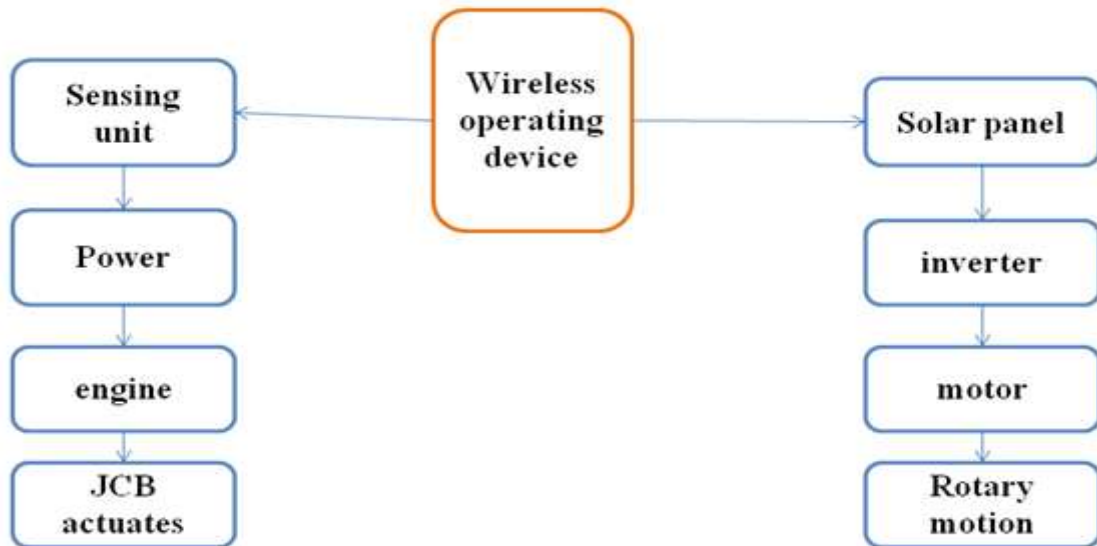 Wireless
operating
device
Sensing
unit
Power
engine
JCB
actuates
Solar panel
inverter
motor
Rotary
motion